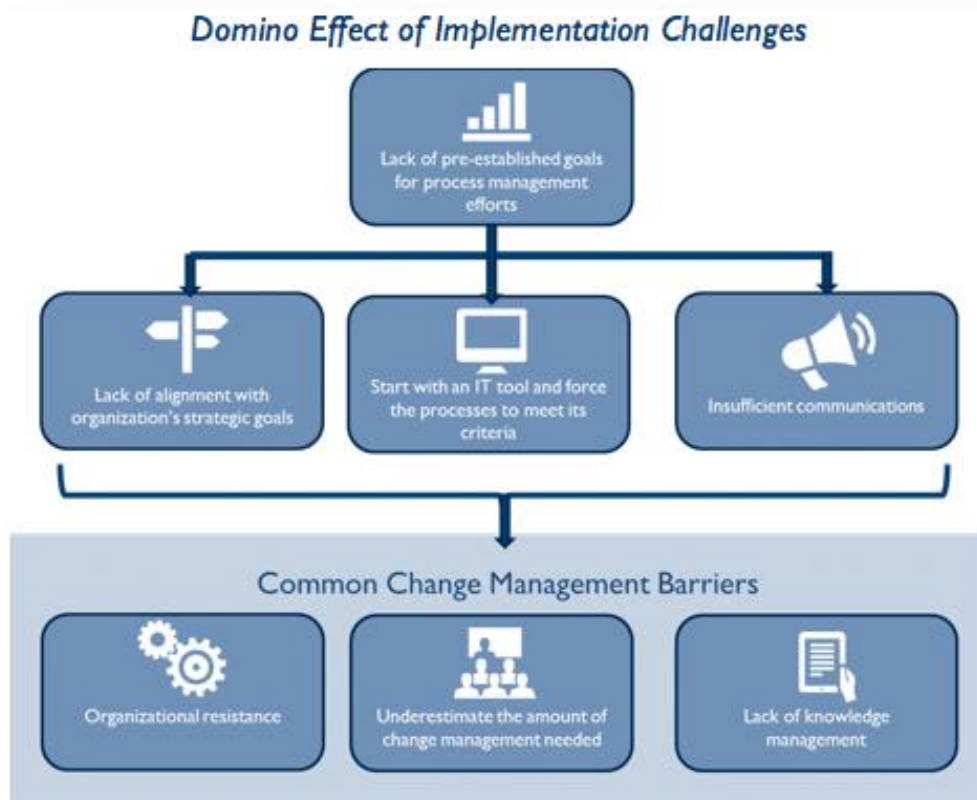 Domino Effect of Implementation Challenges
Lack of pre-established goals
for process management
efforts
Lack of alignment with
organization's strategic goals
Start with an IT tool and force
the processes to meet its
criteria
Insufficient communications
Common Change Management Barriers
Organizational resistance
Underestimate the amount of
change management needed
Lack of knowledge
management